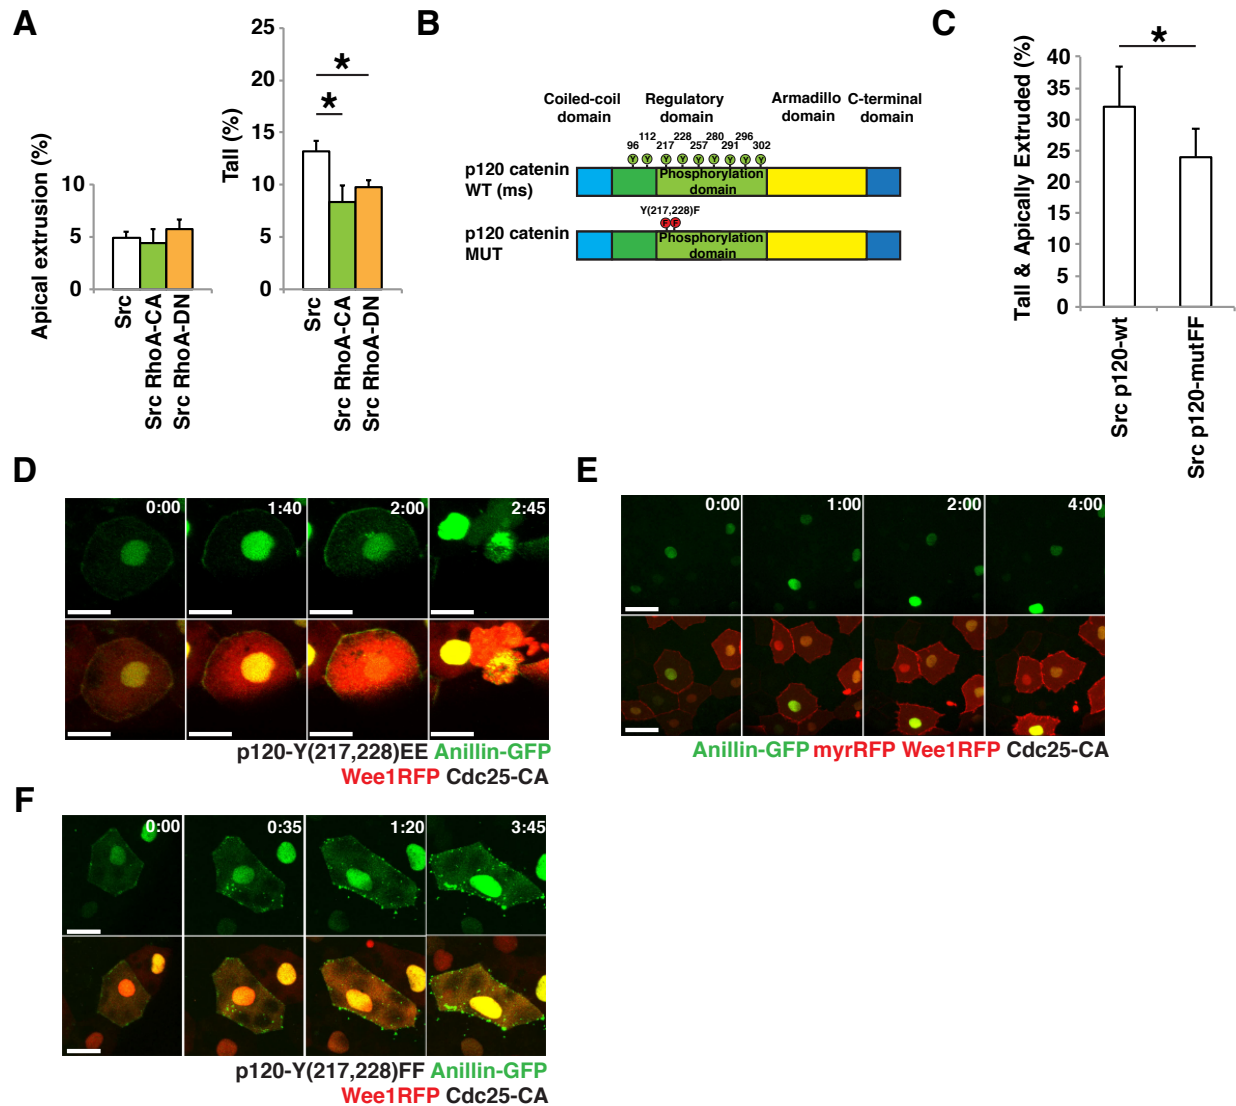 A
Apical extrusion (%)
10
5
0
Src
Src RhoA-CA
Src RhoA-DN
Tall (%)
25
20
15
10
5
0
*
*
Src
Src RhoA-CA
Src RhoA-DN
B
Coiled-coil domain
Regulatory domain
Armadillo domain
C-terminal domain
96 112 217 228 257 280 291 296 302
Y Y Y Y Y Y Y Y Y
p120 catenin WT (ms)
Phosphorylation domain
Y(217,228)F
F F
p120 catenin MUT
Phosphorylation domain
C
Tall & Apically Extruded (%)
40
35
30
25
20
15
10
5
0
*
Src p120-wt
Src p120-mutFF
D
0:00 1:40 2:00 2:45
p120-Y(217,228)EE Anillin-GFP
Wee1RFP Cdc25-CA
E
0:00 1:00 2:00 4:00
Anillin-GFP myrRFP Wee1RFP Cdc25-CA
F
0:00 0:35 1:20 3:45
p120-Y(217,228)FF Anillin-GFP
Wee1RFP Cdc25-CA